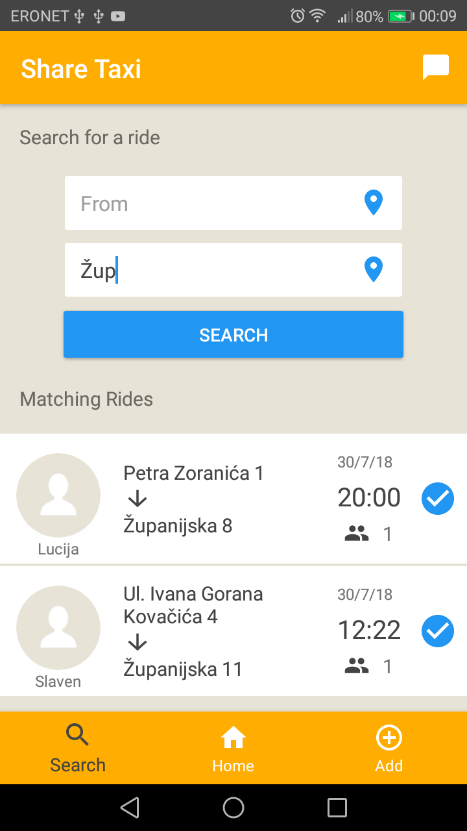 ERONET 80% 00:09
Share Taxi
Search for a ride
From
Žup
SEARCH
Matching Rides
Petra Zoranića 1
Županijska 8
Lucija
30/7/18
20:00
1
Ul. Ivana Gorana
Kovačića 4
Županijska 11
Slaven
30/7/18
12:22
1
Search Home Add